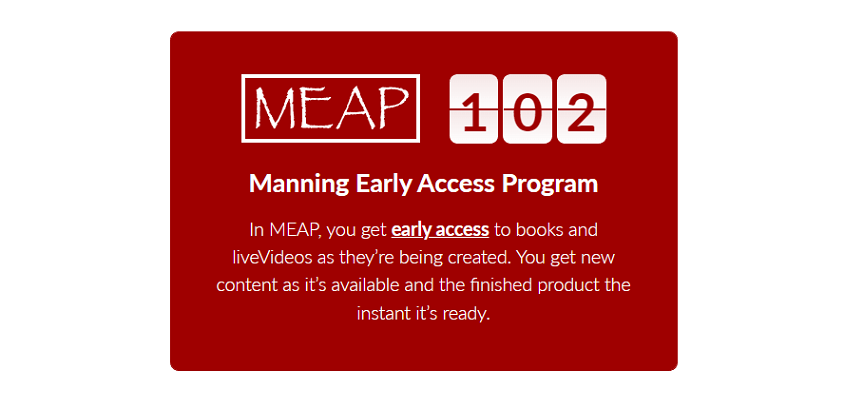 MEAP 102
Manning Early Access Program
In MEAP, you get early access to books and
liveVideos as they’re being created. You get new
content as it’s available and the finished product the
instant it’s ready.